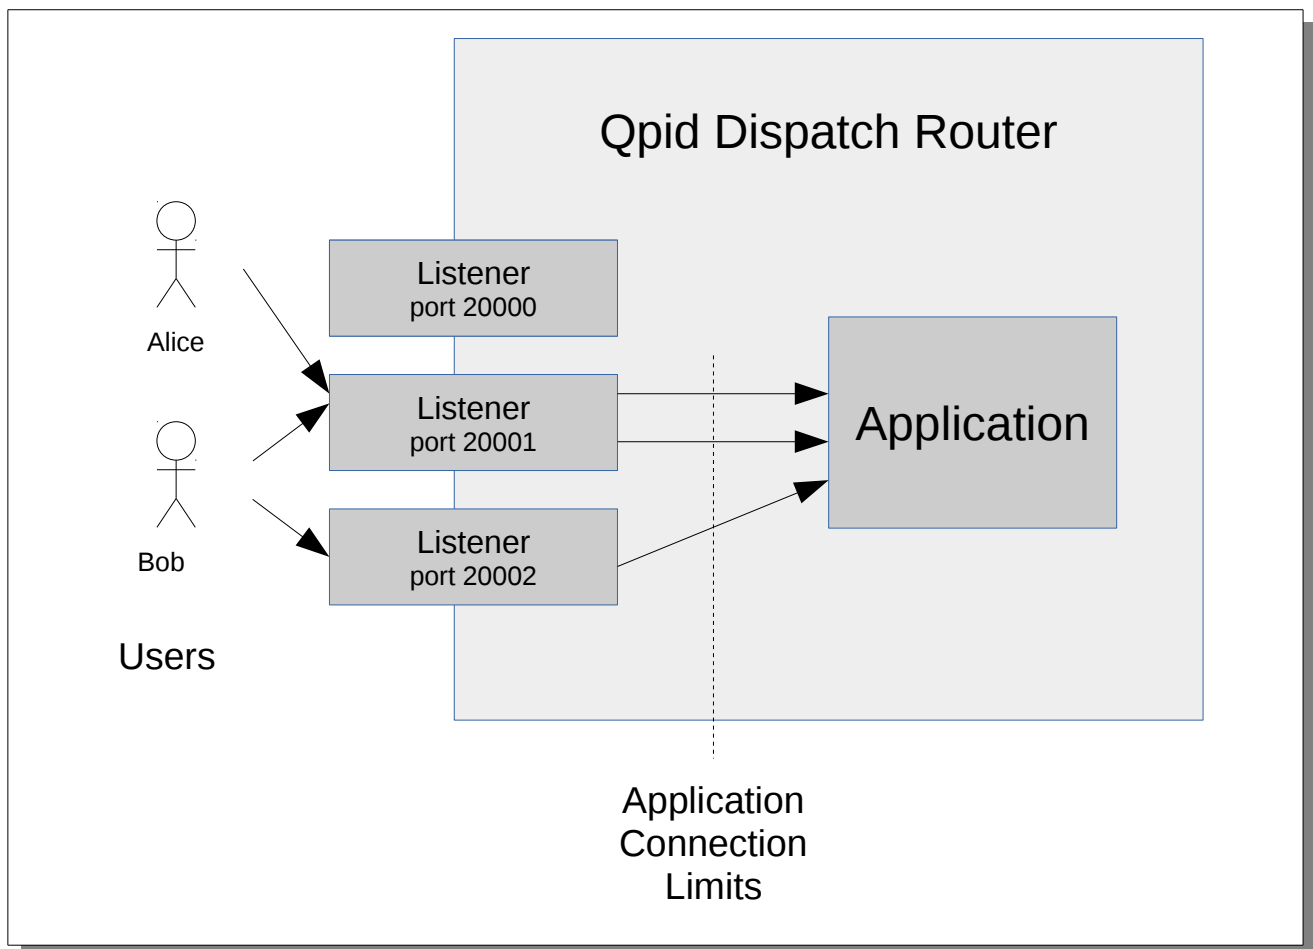 Qpid Dispatch Router
Listener
port 20000
Alice
Listener
port 20001
Application
Bob
Listener
port 20002
Users
Application
Connection
Limits